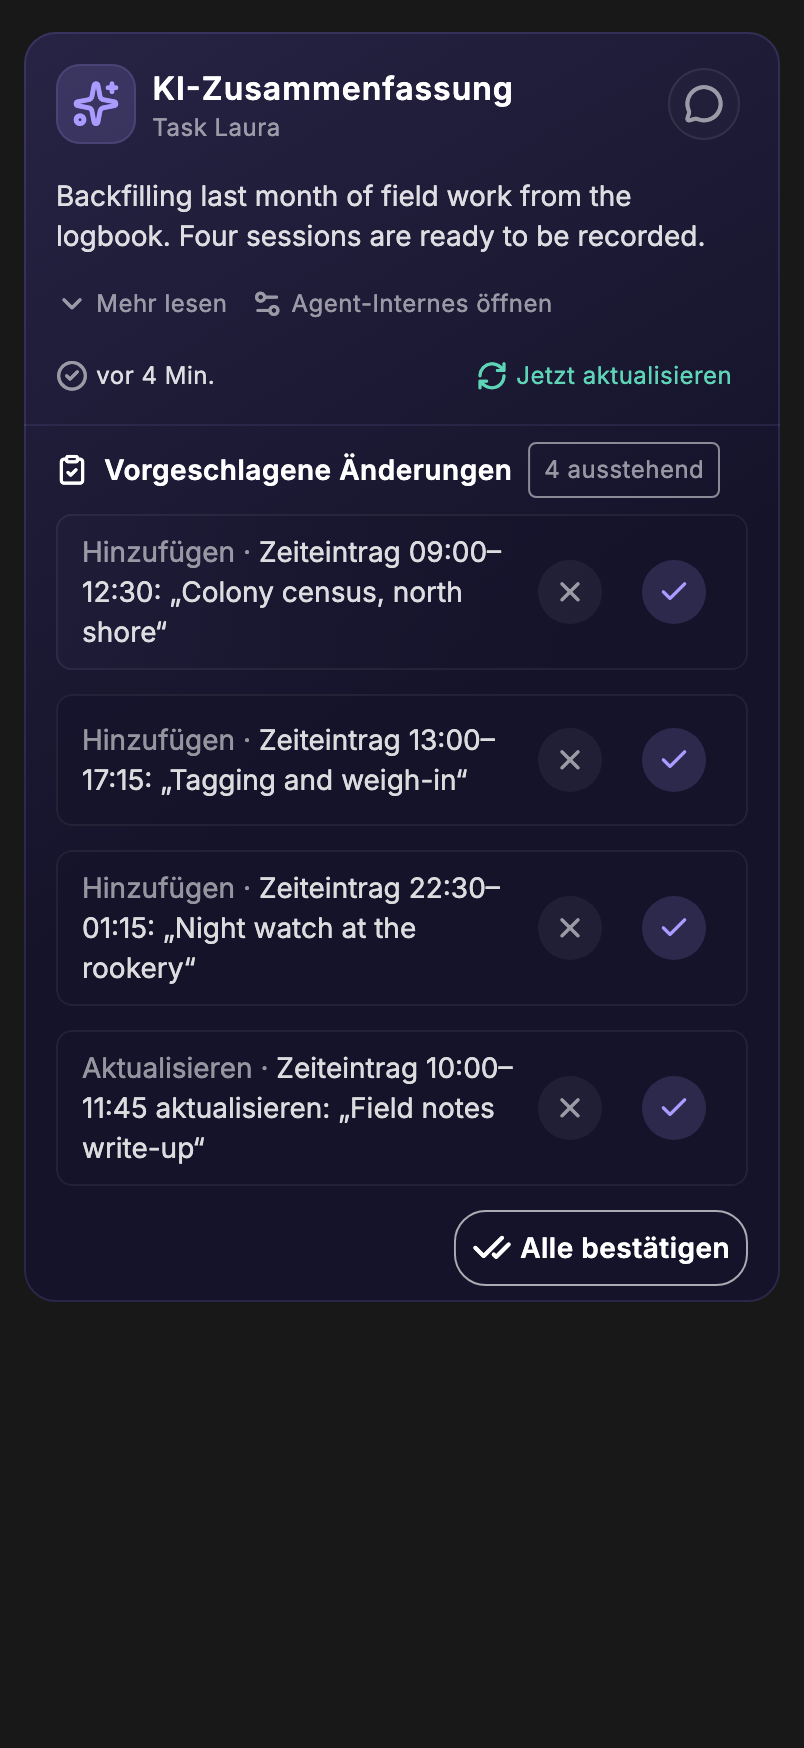 KI-Zusammenfassung
Task Laura
Backfilling last month of field work from the
logbook. Four sessions are ready to be recorded.
Mehr lesen
Agent-Internes öffnen
vor 4 Min.
Jetzt aktualisieren
Vorgeschlagene Änderungen
4 ausstehend
Hinzufügen · Zeiteintrag 09:00–
12:30: „Colony census, north
shore“
Hinzufügen · Zeiteintrag 13:00–
17:15: „Tagging and weigh-in“
Hinzufügen · Zeiteintrag 22:30–
01:15: „Night watch at the
rookery“
Aktualisieren · Zeiteintrag 10:00–
11:45 aktualisieren: „Field notes
write-up“
Alle bestätigen